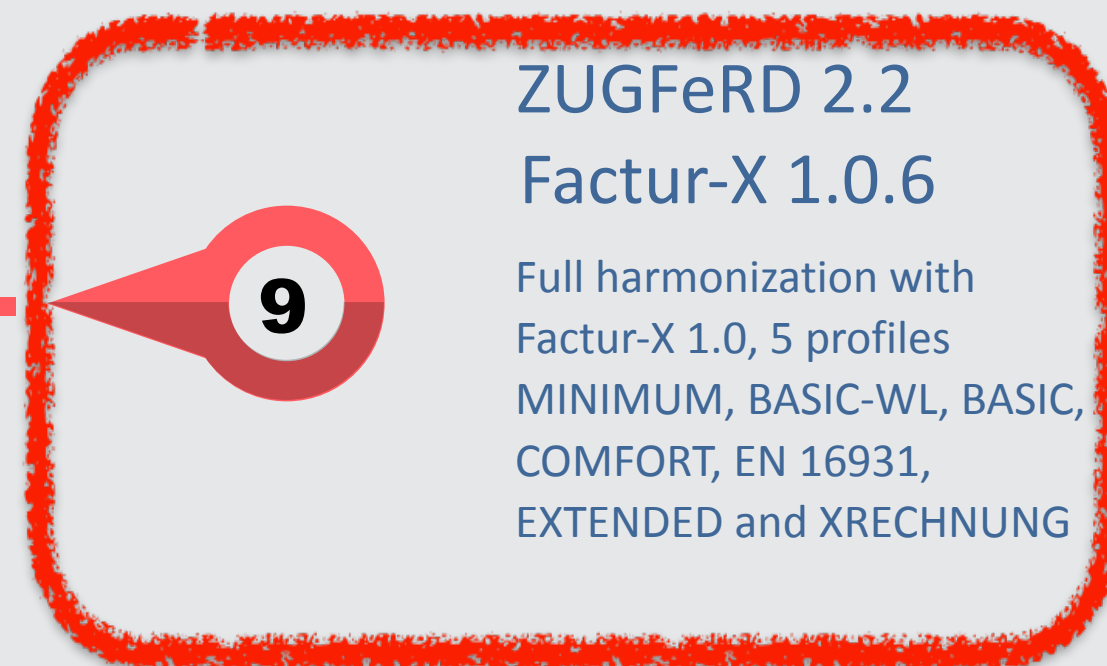 ZUGFeRD 2.2
Factur-X 1.0.6
9
Full harmonization with
Factur-X 1.0, 5 profiles
MINIMUM, BASIC-WL, BASIC,
COMFORT, EN 16931,
EXTENDED and XRECHNUNG